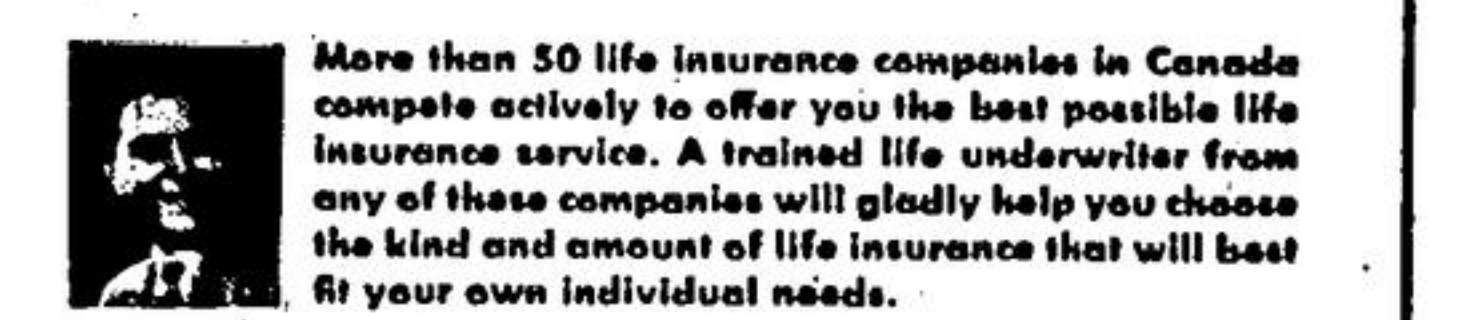 More than 50 life insurance companies in Canada
compete actively to offer you the best possible life
insurance service. A trained life underwriter from
any of these companies will gladly help you choose
the kind and amount of life insurance that will best
fit your own individual needs.